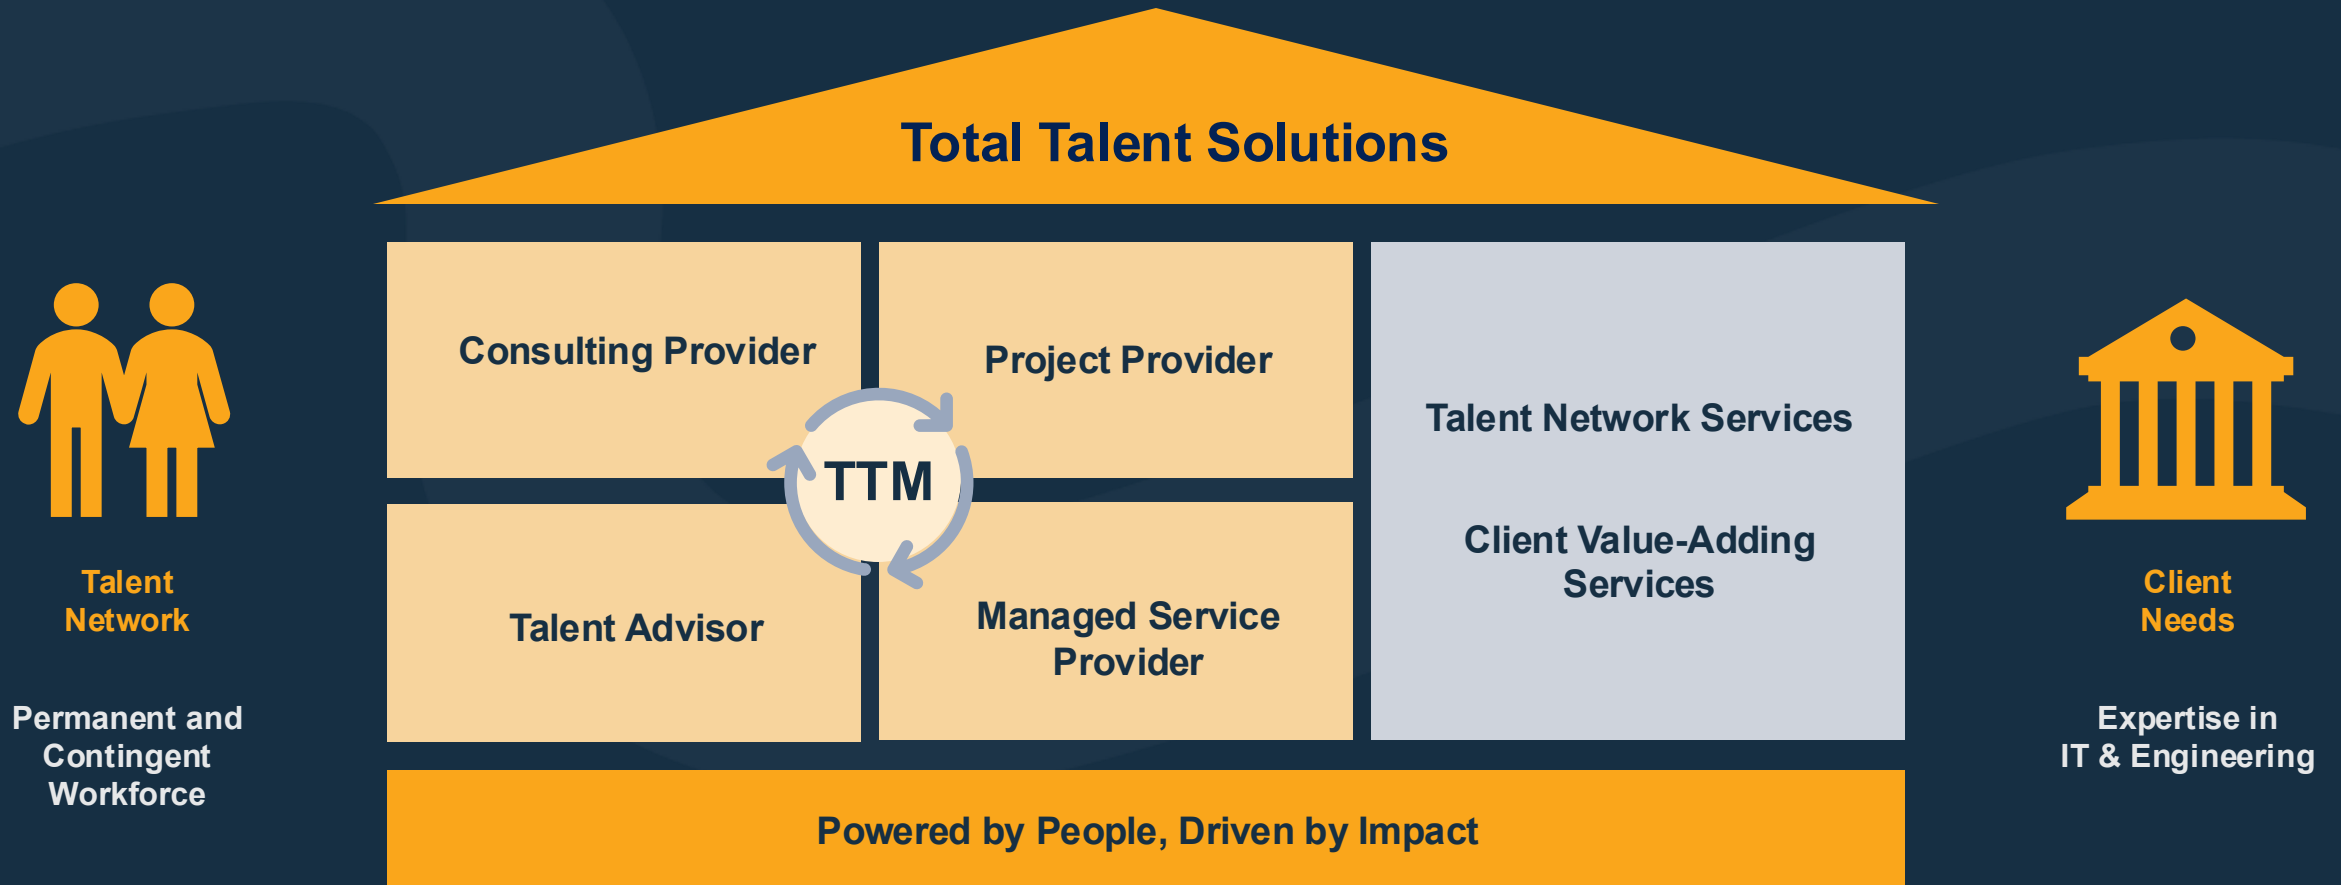 Total Talent Solutions
Consulting Provider
Project Provider
Talent Network Services
Client Value-Adding
Services
TTM
Talent Advisor
Managed Service
Provider
Talent
Network
Permanent and
Contingent
Workforce
Client
Needs
Expertise in
IT & Engineering
Powered by People, Driven by Impact